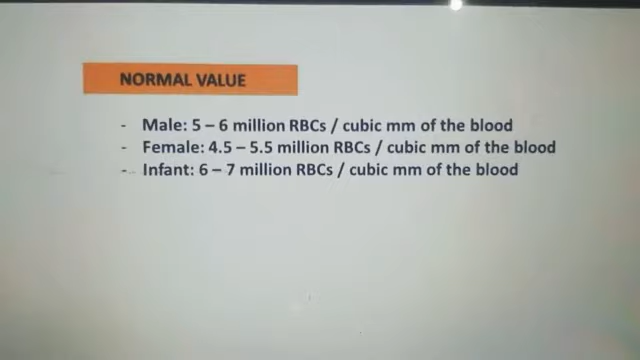 NORMAL VALUE
- Male: 5 – 6 million RBCs / cubic mm of the blood
- Female: 4.5 – 5.5 million RBCs / cubic mm of the blood
- Infant: 6 – 7 million RBCs / cubic mm of the blood